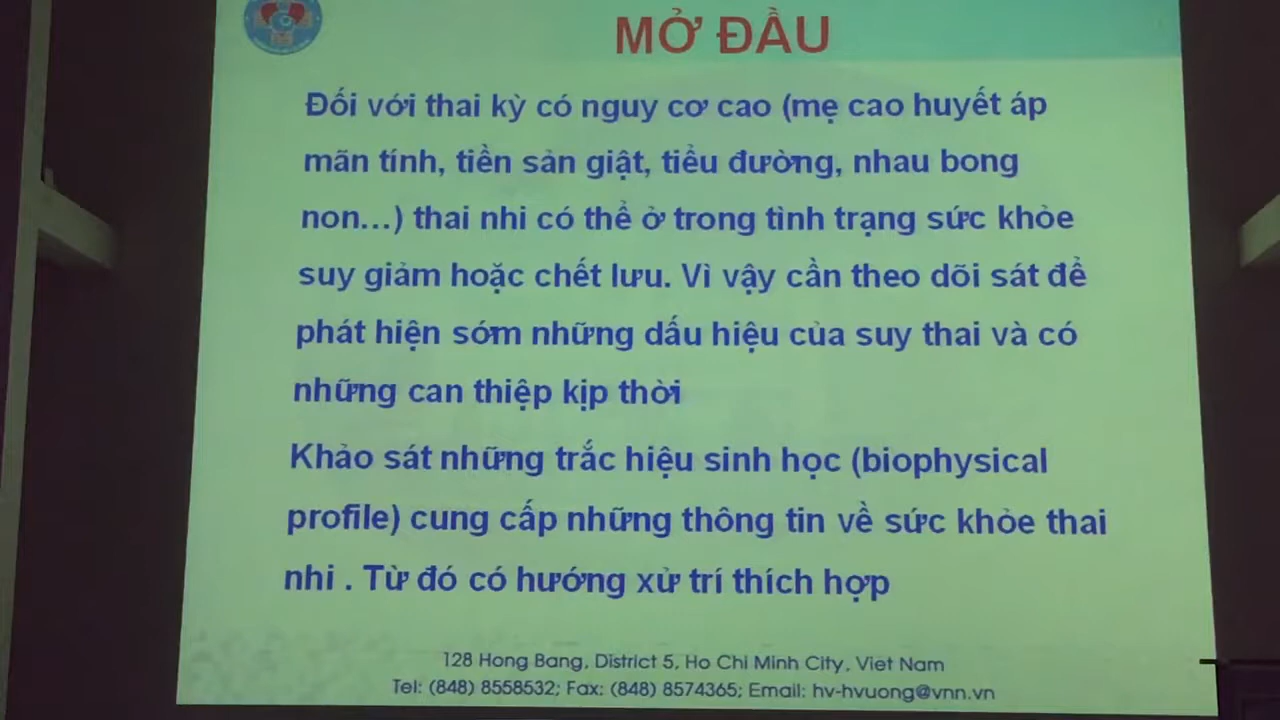 MỞ ĐẦU
Đối với thai kỳ có nguy cơ cao (mẹ cao huyết áp
mãn tính, tiền sản giật, tiểu đường, nhau bong
non...) thai nhi có thể ở trong tình trạng sức khỏe
suy giảm hoặc chết lưu. Vì vậy cần theo dõi sát để
phát hiện sớm những dấu hiệu của suy thai và có
những can thiệp kịp thời
Khảo sát những trắc hiệu sinh học (biophysical
profile) cung cấp những thông tin về sức khỏe thai
nhi . Từ đó có hướng xử trí thích hợp
128 Hong Bang, District 5, Ho Chi Minh City, Viet Nam
Tel: (848) 8558532; Fax: (848) 8574365; Email: hv-hvuong@vnn.vn